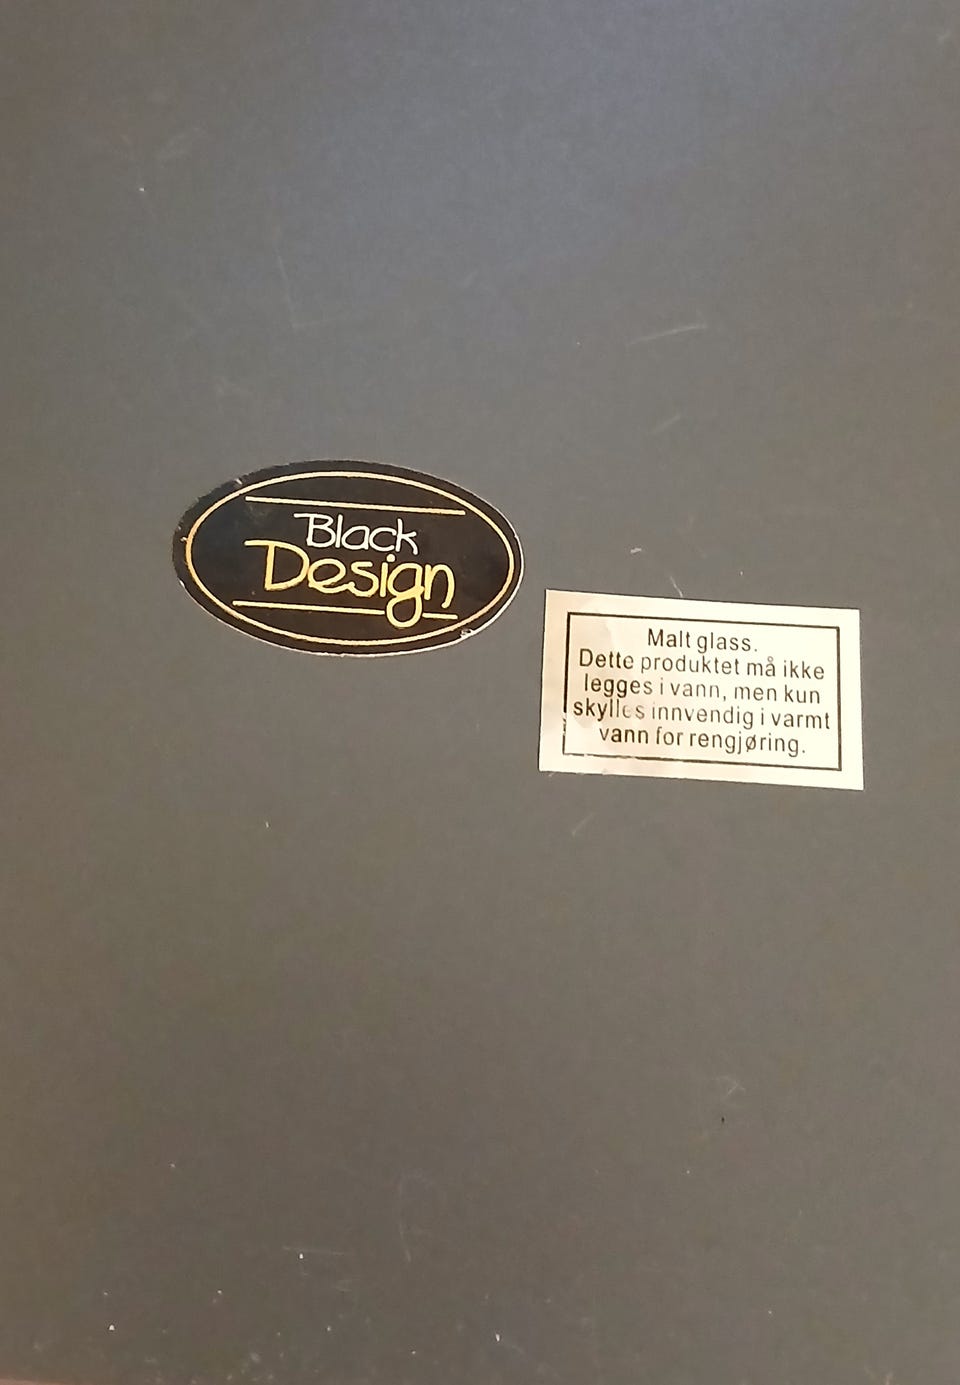 Black
Design
Malt glass.
Dette produktet må ikke
legges i vann, men kun
skylles innvendig i varmt
vann for rengjøring.